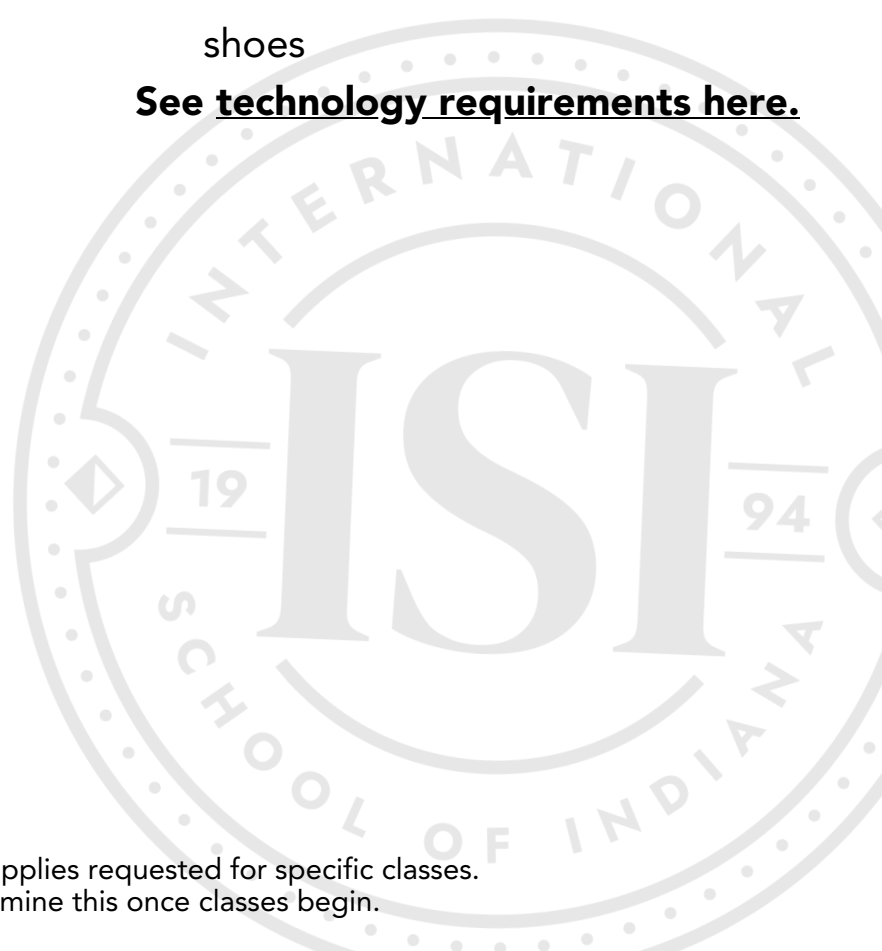 shoes
See technology requirements here.
INTERNATIONAL
ISI
19
94
SCHOOL OF INDIANA
pplies requested for specific classes.
mine this once classes begin.